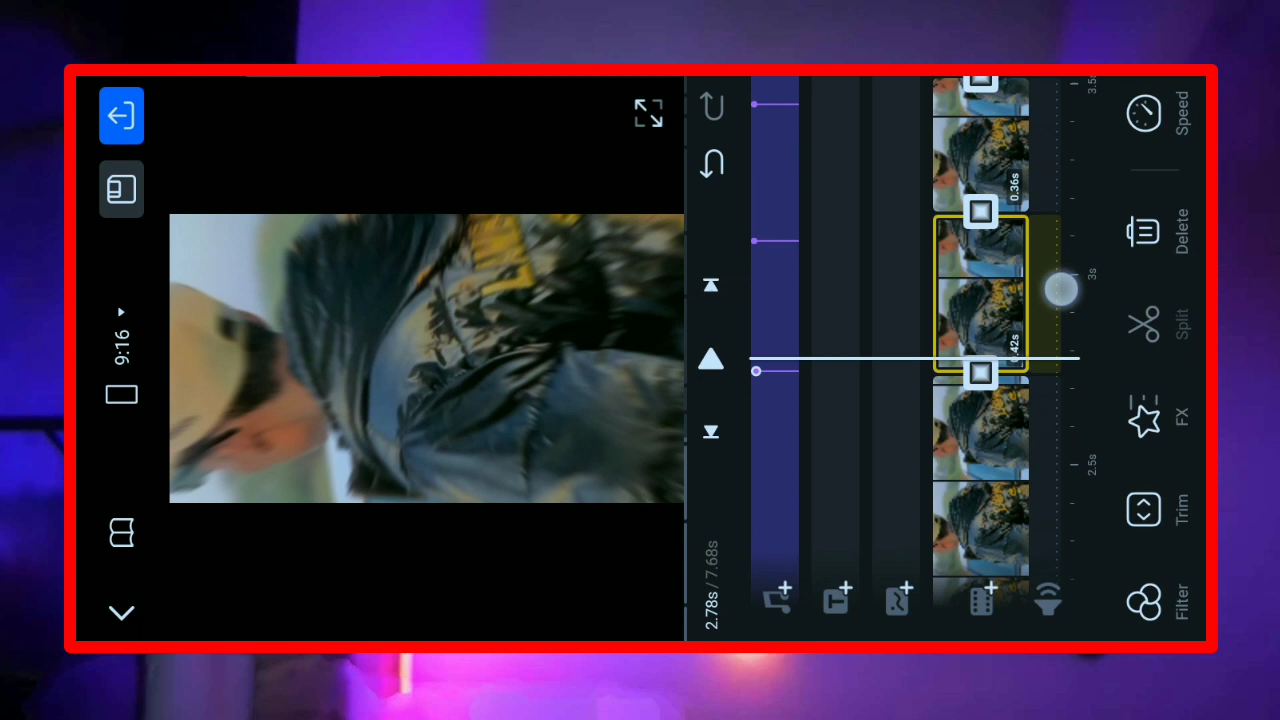 9:16
2.78s / 7.68s
2.5s
3s
0.36s
.42s
T
Filter
Trim
FX
Split
Delete
Speed